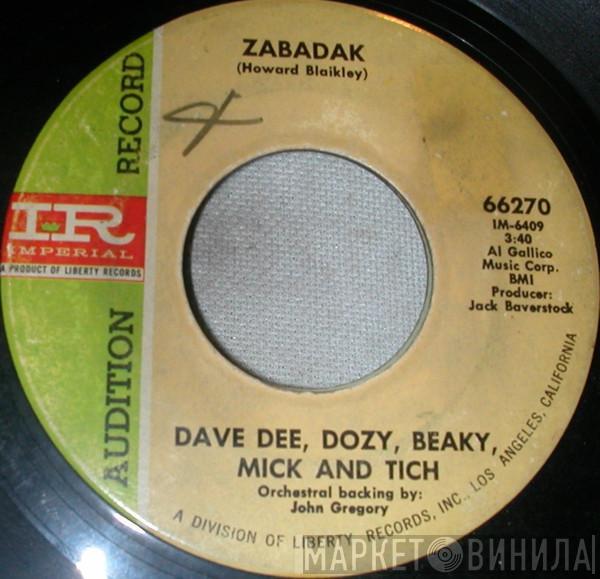 ZABADAK
(Howard Blaikley)
AUDITION RECORD
IR
IMPERIAL
A PRODUCT OF LIBERTY RECORDS
66270
IM-6409
3:40
Al Gallico
Music Corp.
BMI
Producer:
Jack Baverstock
DAVE DEE, DOZY, BEAKY,
MICK AND TICH
Orchestral backing by:
John Gregory
A DIVISION OF LIBERTY RECORDS, INC., LOS ANGELES, CALIFORNIA
МАРКЕТ ВИНИЛА